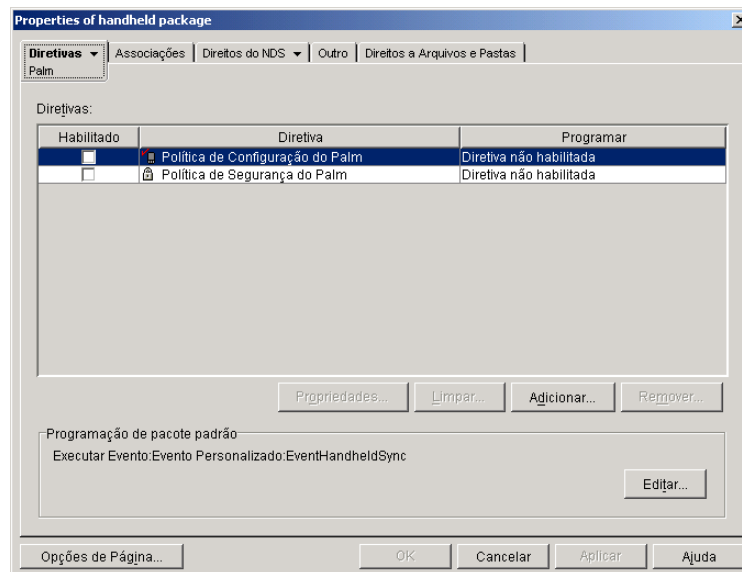 Properties of handheld package
Diretivas Associações Direitos do NDS Outro Direitos a Arquivos e Pastas
Palm
Diretivas:
Habilitado Diretiva Programar
Política de Configuração do Palm Diretiva não habilitada
Política de Segurança do Palm Diretiva não habilitada
Propriedades... Limpar... Adicionar... Remover...
Programação de pacote padrão
Executar Evento:Evento Personalizado:EventHandheldSync
Editar...
Opções de Página... OK Cancelar Aplicar Ajuda